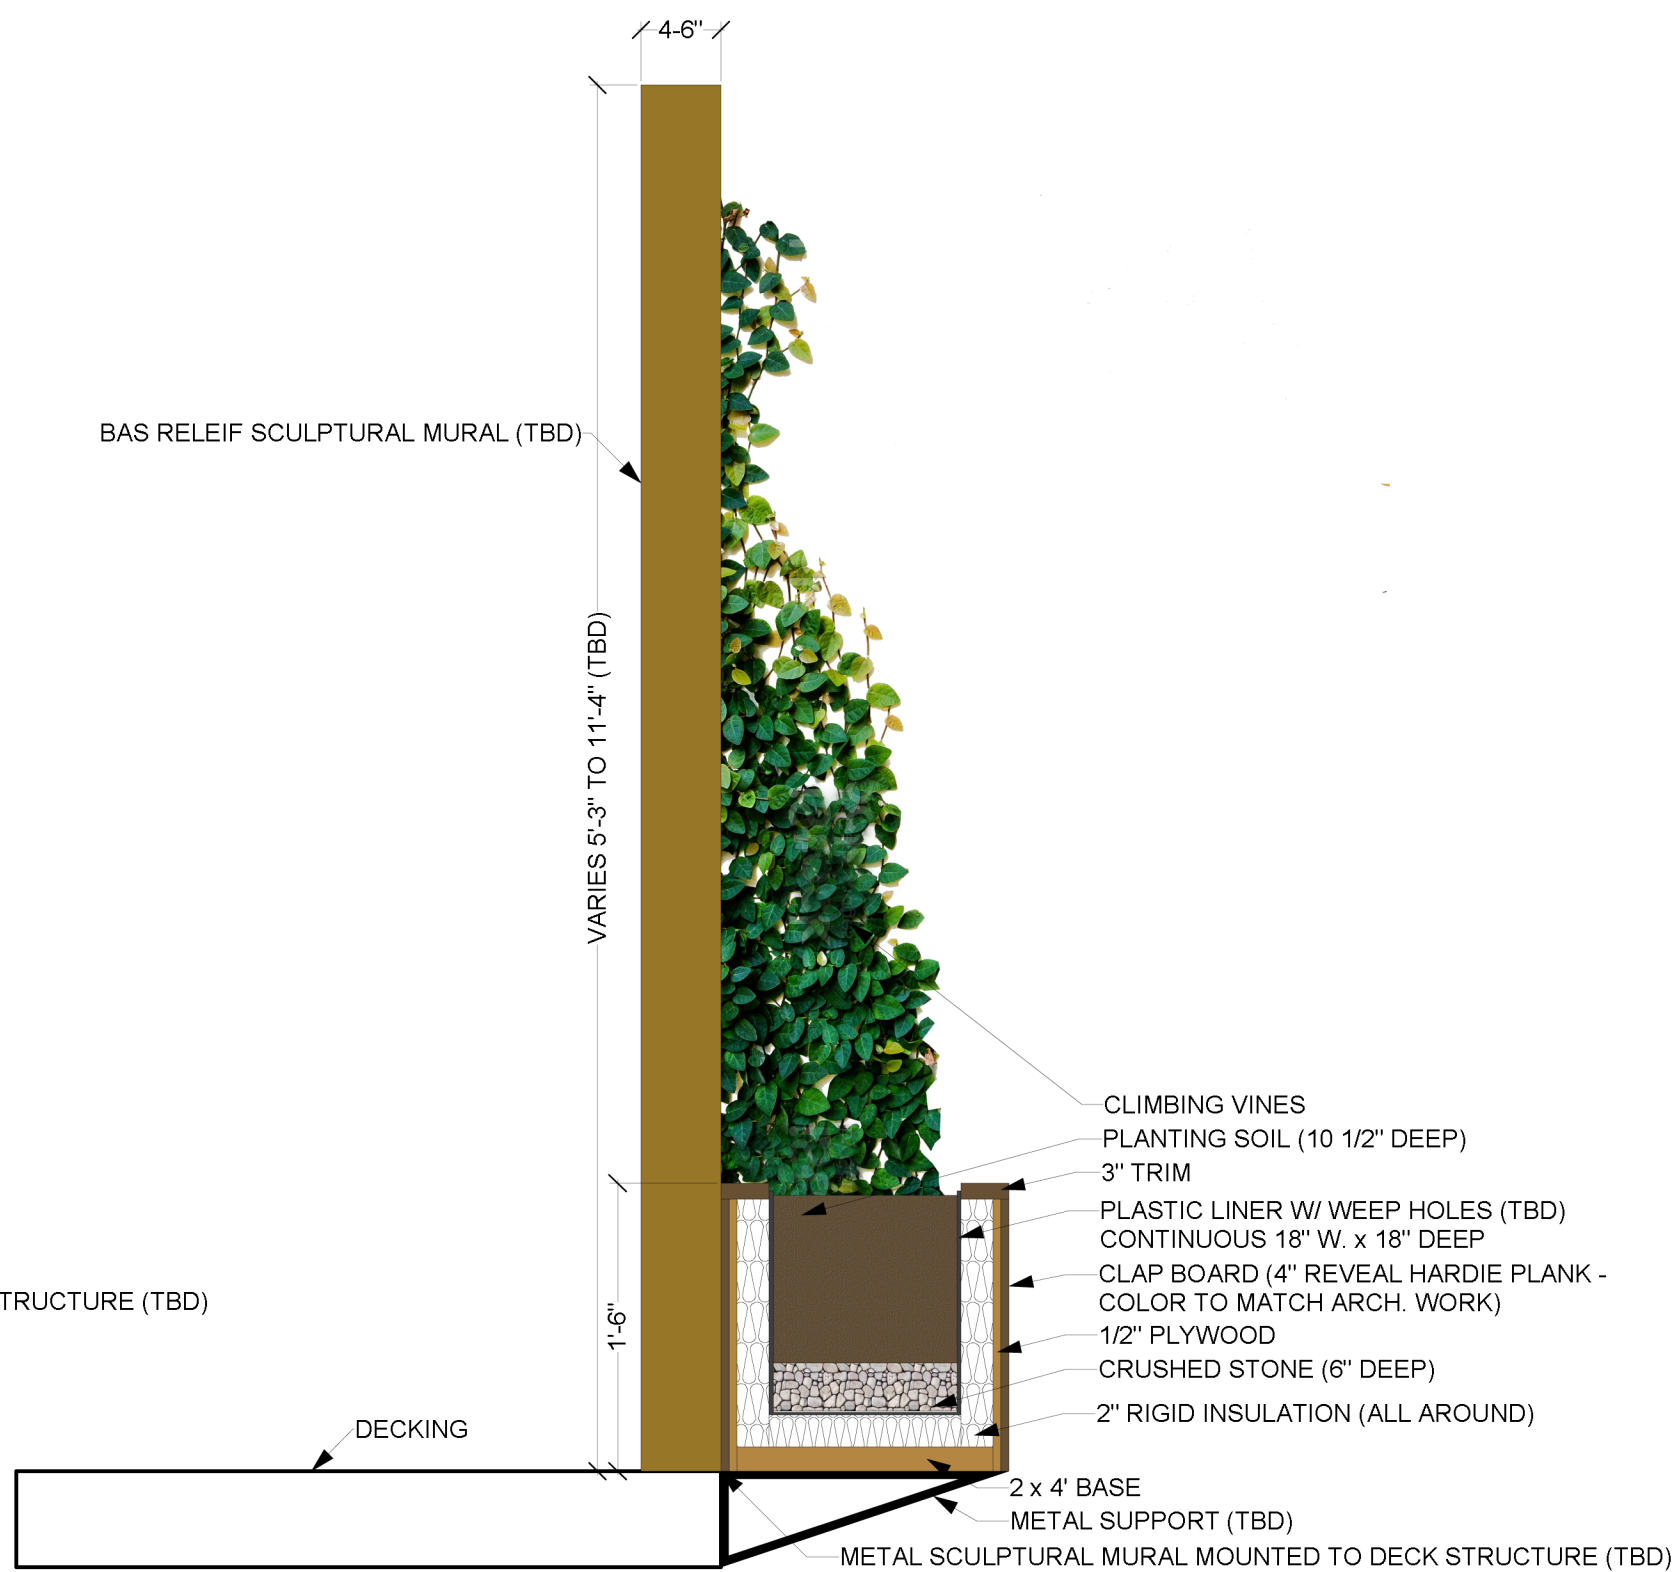 4-6"
BAS RELEIF SCULPTURAL MURAL (TBD)
VARIES 5'-3" TO 11'-4" (TBD)
CLIMBING VINES
PLANTING SOIL (10 1/2" DEEP)
3" TRIM
PLASTIC LINER W/ WEEP HOLES (TBD)
CONTINUOUS 18" W. x 18" DEEP
CLAP BOARD (4" REVEAL HARDIE PLANK -
COLOR TO MATCH ARCH. WORK)
TRUCTURE (TBD)
1'-6"
1/2" PLYWOOD
CRUSHED STONE (6" DEEP)
2" RIGID INSULATION (ALL AROUND)
DECKING
2 x 4' BASE
METAL SUPPORT (TBD)
METAL SCULPTURAL MURAL MOUNTED TO DECK STRUCTURE (TBD)